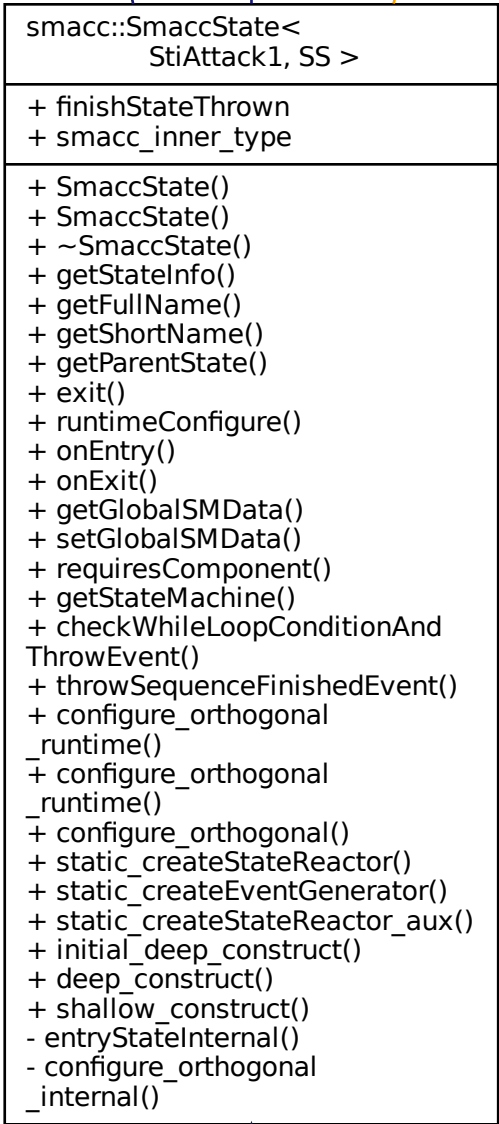 smacc::SmaccState<
StiAttack1, SS >
+ finishStateThrown
+ smacc_inner_type
+ SmaccState()
+ SmaccState()
+ ~SmaccState()
+ getStateInfo()
+ getFullName()
+ getShortName()
+ getParentState()
+ exit()
+ runtimeConfigure()
+ onEntry()
+ onExit()
+ getGlobalSMData()
+ setGlobalSMData()
+ requiresComponent()
+ getStateMachine()
+ checkWhileLoopConditionAnd
ThrowEvent()
+ throwSequenceFinishedEvent()
+ configure_orthogonal
_runtime()
+ configure_orthogonal
_runtime()
+ configure_orthogonal()
+ static_createStateReactor()
+ static_createEventGenerator()
+ static_createStateReactor_aux()
+ initial_deep_construct()
+ deep_construct()
+ shallow_construct()
- entryStateInternal()
- configure_orthogonal
_internal()